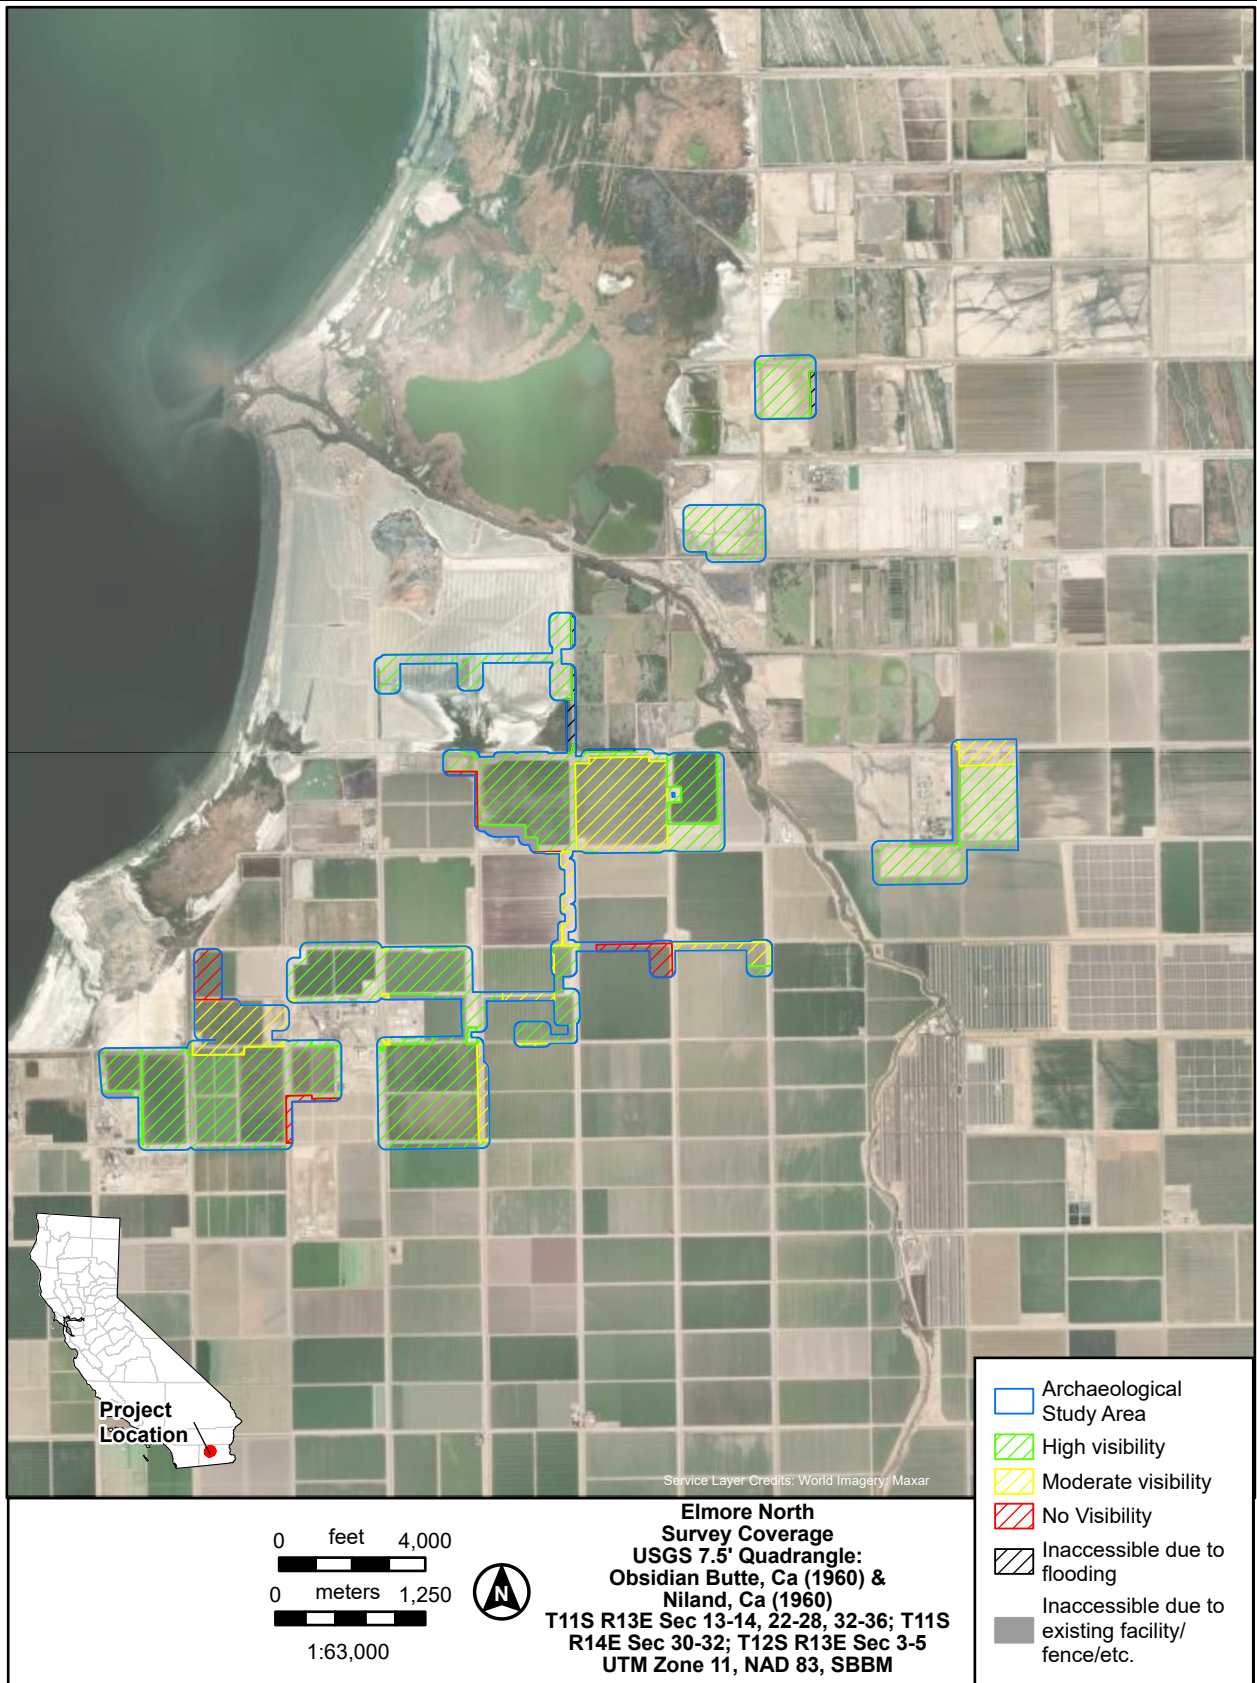 Project
Location
Service Layer Credits: World Imagery: Maxar
Archaeological
Study Area
High visibility
Moderate visibility
No Visibility
Inaccessible due to
flooding
Inaccessible due to
existing facility/
fence/etc.
0 feet 4,000
0 meters 1,250
1:63,000
N
Elmore North
Survey Coverage
USGS 7.5' Quadrangle:
Obsidian Butte, Ca (1960) &
Niland, Ca (1960)
T11S R13E Sec 13-14, 22-28, 32-36; T11S
R14E Sec 30-32; T12S R13E Sec 3-5
UTM Zone 11, NAD 83, SBBM